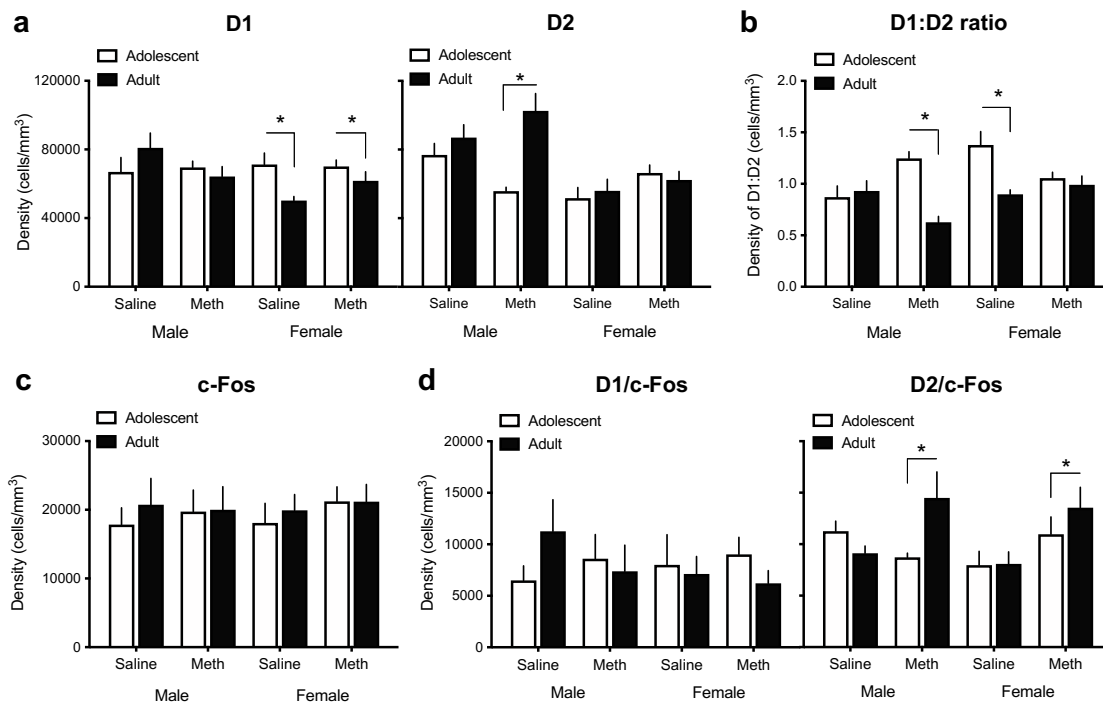 a
D1
Adolescent
Adult
Density (cells/mm³)
120000
80000
40000
0
Saline
Meth
Saline
Meth
Male
Female
D2
Adolescent
Adult
*
*
*
Saline
Meth
Saline
Meth
Male
Female
b
D1:D2 ratio
Adolescent
Adult
Density of D1:D2 (cells/mm³)
2.0
1.5
1.0
0.5
0.0
*
*
Saline
Meth
Saline
Meth
Male
Female
c
c-Fos
Adolescent
Adult
Density (cells/mm³)
30000
20000
10000
0
Saline
Meth
Saline
Meth
Male
Female
d
D1/c-Fos
Adolescent
Adult
Density (cells/mm³)
20000
15000
10000
5000
0
Saline
Meth
Saline
Meth
Male
Female
D2/c-Fos
Adolescent
Adult
*
*
Saline
Meth
Saline
Meth
Male
Female